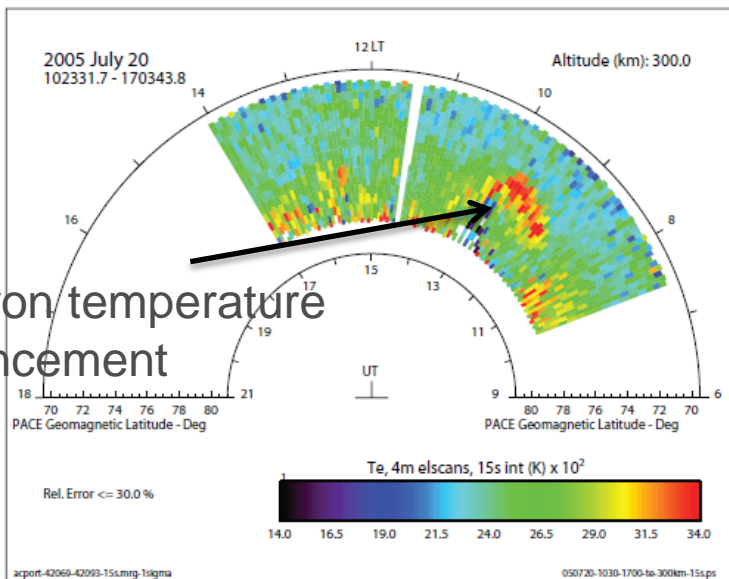 2005 July 20
102331.7 - 170343.8
12 LT
Altitude (km): 300.0
14
10
16
8
17
15
13
temperature
19
11
ncement
UT
18
21
9
6
70 72 74 76 78 80
80 78 76 74 72 70
PACE Geomagnetic Latitude - Deg
PACE Geomagnetic Latitude - Deg
Te, 4m elscans, 15s int (K) x 10²
Rel. Error <= 30.0 %
14.0 16.5 19.0 21.5 24.0 26.5 29.0 31.5 34.0
acport-42069-42093-15s.mrg-1sigma
050720-1030-1700-te-300km-15s.ps